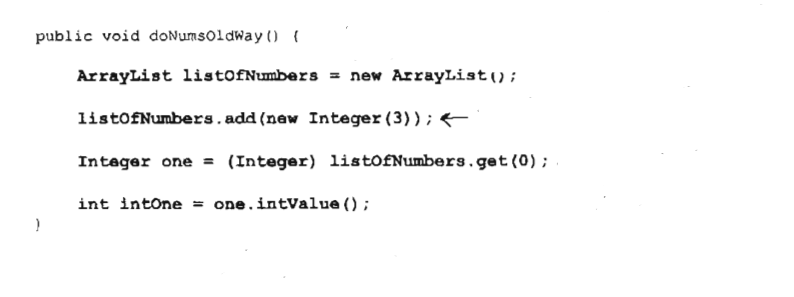 public void doNumsOldWay() {
ArrayList listOfNumbers = new ArrayList();
listOfNumbers.add(new Integer(3)); ←
Integer one = (Integer) listOfNumbers.get(0);
int intOne = one.intValue();
}